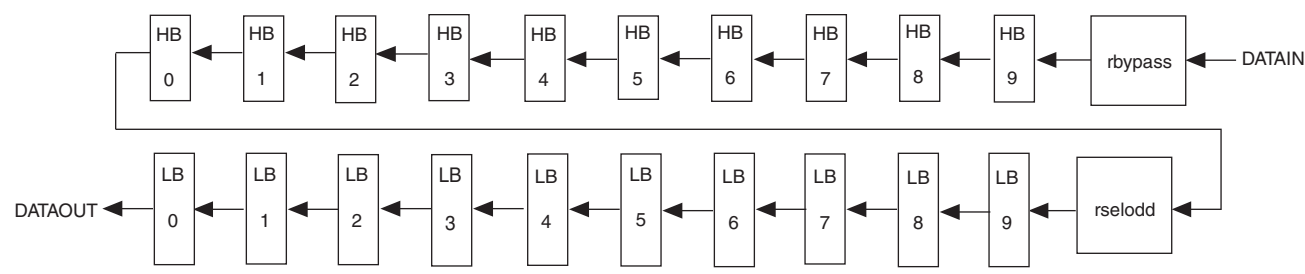 HB HB HB HB HB HB HB HB HB HB
0 1 2 3 4 5 6 7 8 9 rbypass DATAIN
LB LB LB LB LB LB LB LB LB LB
DATAOUT 0 1 2 3 4 5 6 7 8 9 rselodd